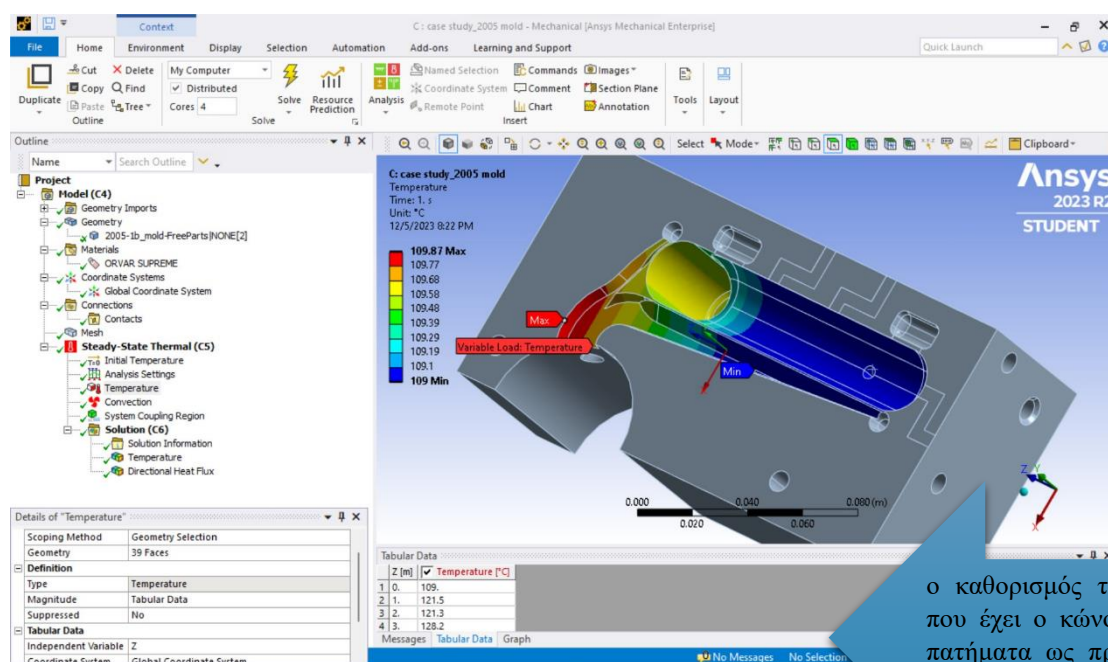 Context
C : case study_2005 mold - Mechanical [Ansys Mechanical Enterprise]
File Home Environment Display Selection Automation Add-ons Learning and Support Quick Launch
Duplicate
Cut
Copy
Paste
Delete
Find
Tree
Outline
My Computer
Distributed
Cores 4
Solve
Resource Prediction
Solve
Analysis
Named Selection
Coordinate System
Remote Point
Commands
Comment
Chart
Images
Section Plane
Annotation
Insert
Tools
Layout
Outline
Name Search Outline
Select Mode Clipboard
Project
Model (C4)
Geometry Imports
Geometry
2005-1b_mold-FreeParts|NONE[2]
Materials
ORVAR SUPREME
Coordinate Systems
Global Coordinate System
Connections
Contacts
Mesh
Steady-State Thermal (C5)
T=0 Initial Temperature
Analysis Settings
Temperature
Convection
System Coupling Region
Solution (C6)
Solution Information
Temperature
Directional Heat Flux
C: case study_2005 mold
Temperature
Time: 1. s
Unit: °C
12/5/2023 8:22 PM
109.87 Max
109.77
109.68
109.58
109.48
109.39
109.29
109.19
109.1
109 Min
Ansys
2023 R2
STUDENT
Max
Variable Load: Temperature
Min
0.000 0.040 0.080 (m)
0.020 0.060
Z Y
X
Details of "Temperature"
Scoping Method Geometry Selection
Geometry 39 Faces
Definition
Type Temperature
Magnitude Tabular Data
Suppressed No
Tabular Data
Independent Variable Z
Coordinate System Global Coordinate System
Tabular Data
Z [m] Temperature [°C]
1 0. 109.
2 1. 121.5
3 2. 121.3
4 3. 128.2
Messages Tabular Data Graph
No Messages No Selection
ο καθορισμός τ
που έχει ο κώνο
πατήματα ως πρ